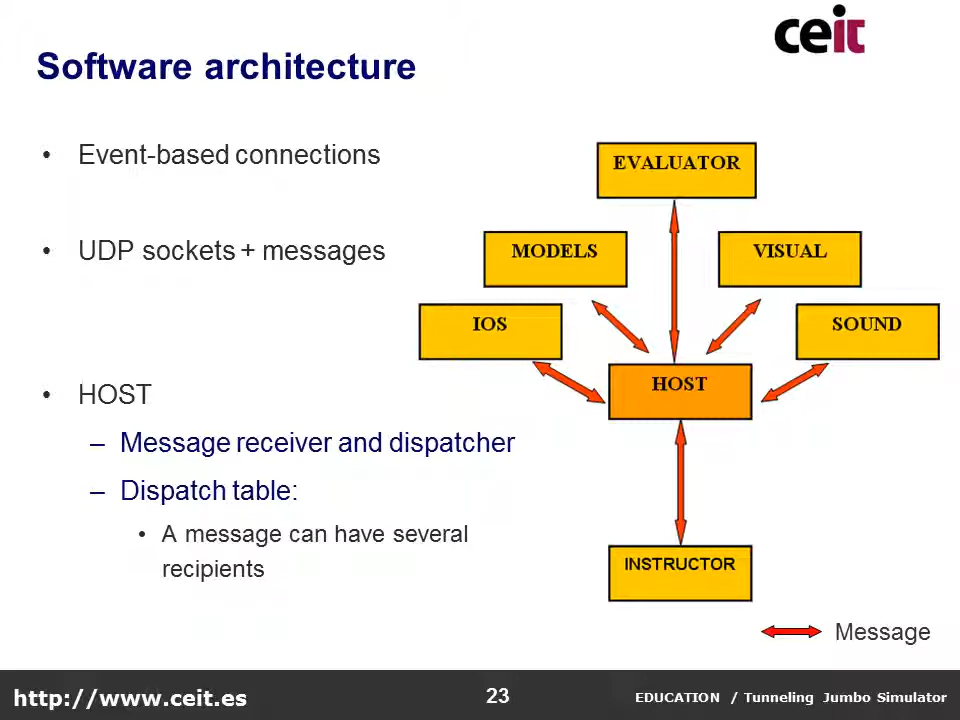 ceit
Software architecture
• Event-based connections
• UDP sockets + messages
• HOST
– Message receiver and dispatcher
– Dispatch table:
• A message can have several
recipients
EVALUATOR
MODELS
VISUAL
IOS
SOUND
HOST
INSTRUCTOR
Message
http://www.ceit.es
23
EDUCATION / Tunneling Jumbo Simulator